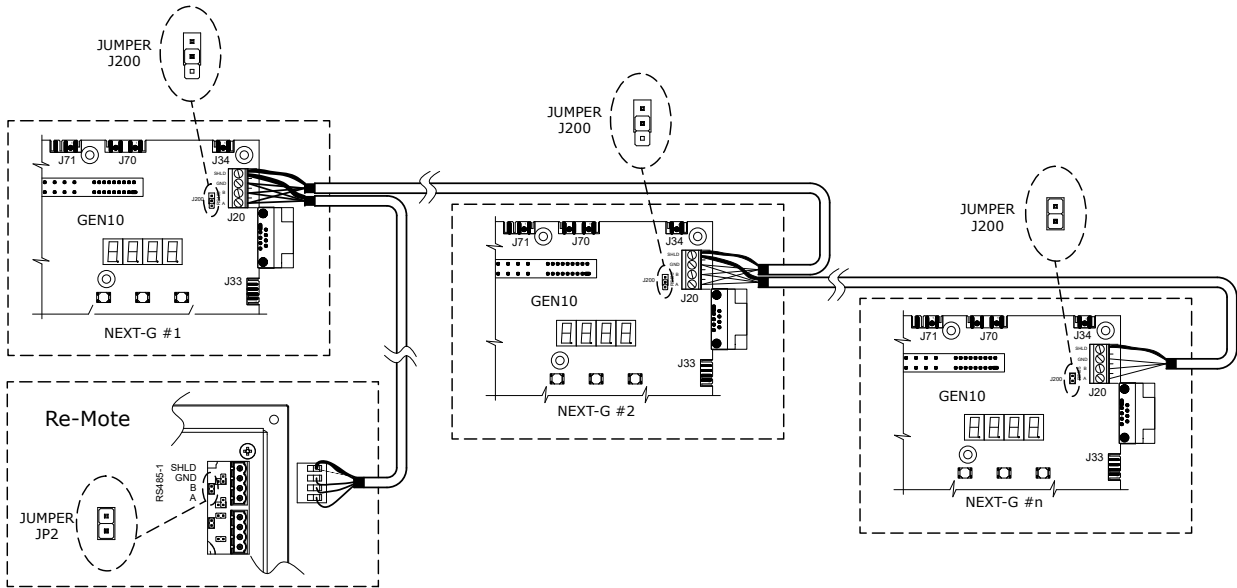 JUMPER
J200
J71
J70
J34
SHLD
GND
B
A
J200
J20
GEN10
J33
NEXT-G #1
JUMPER
J200
J71
J70
J34
SHLD
GND
B
A
J200
J20
GEN10
J33
NEXT-G #2
JUMPER
J200
J71
J70
J34
SHLD
GND
B
A
J200
J20
GEN10
J33
NEXT-G #n
Re-Mote
RS485-1
SHLD
GND
B
A
JUMPER
JP2